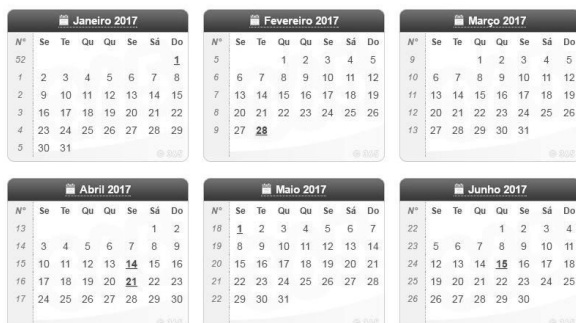 Janeiro 2017
Nº Se Te Qu Qu Se Sá Do
52 1
1 2 3 4 5 6 7 8
2 9 10 11 12 13 14 15
3 16 17 18 19 20 21 22
4 23 24 25 26 27 28 29
5 30 31
Fevereiro 2017
Nº Se Te Qu Qu Se Sá Do
5 1 2 3 4 5
6 6 7 8 9 10 11 12
7 13 14 15 16 17 18 19
8 20 21 22 23 24 25 26
9 27 28
Março 2017
Nº Se Te Qu Qu Se Sá Do
9 1 2 3 4 5
10 6 7 8 9 10 11 12
11 13 14 15 16 17 18 19
12 20 21 22 23 24 25 26
13 27 28 29 30 31
Abril 2017
Nº Se Te Qu Qu Se Sá Do
13 1 2
14 3 4 5 6 7 8 9
15 10 11 12 13 14 15 16
16 17 18 19 20 21 22 23
17 24 25 26 27 28 29 30
Maio 2017
Nº Se Te Qu Qu Se Sá Do
18 1 2 3 4 5 6 7
19 8 9 10 11 12 13 14
20 15 16 17 18 19 20 21
21 22 23 24 25 26 27 28
22 29 30 31
Junho 2017
Nº Se Te Qu Qu Se Sá Do
22 1 2 3 4
23 5 6 7 8 9 10 11
24 12 13 14 15 16 17 18
25 19 20 21 22 23 24 25
26 26 27 28 29 30